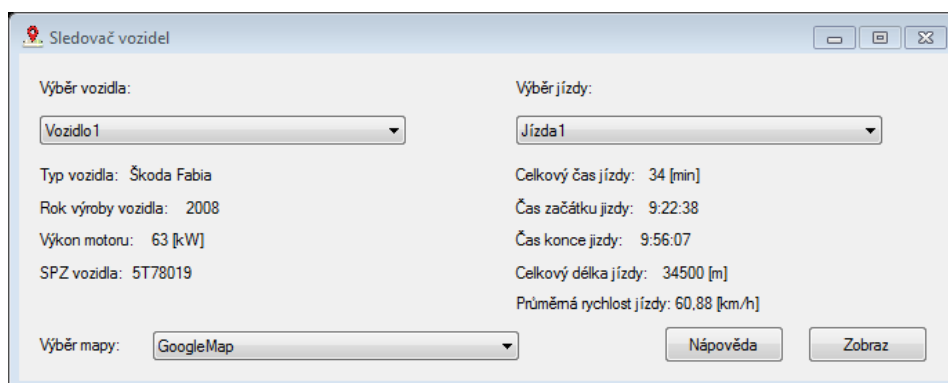 Sledovač vozidel
Výběr vozidla:
Vozidlo1
Typ vozidla: Škoda Fabia
Rok výroby vozidla: 2008
Výkon motoru: 63 [kW]
SPZ vozidla: 5T78019
Výběr jízdy:
Jízda1
Celkový čas jízdy: 34 [min]
Čas začátku jizdy: 9:22:38
Čas konce jizdy: 9:56:07
Celkový délka jízdy: 34500 [m]
Průměrná rychlost jízdy: 60,88 [km/h]
Výběr mapy: GoogleMap
Nápověda
Zobraz